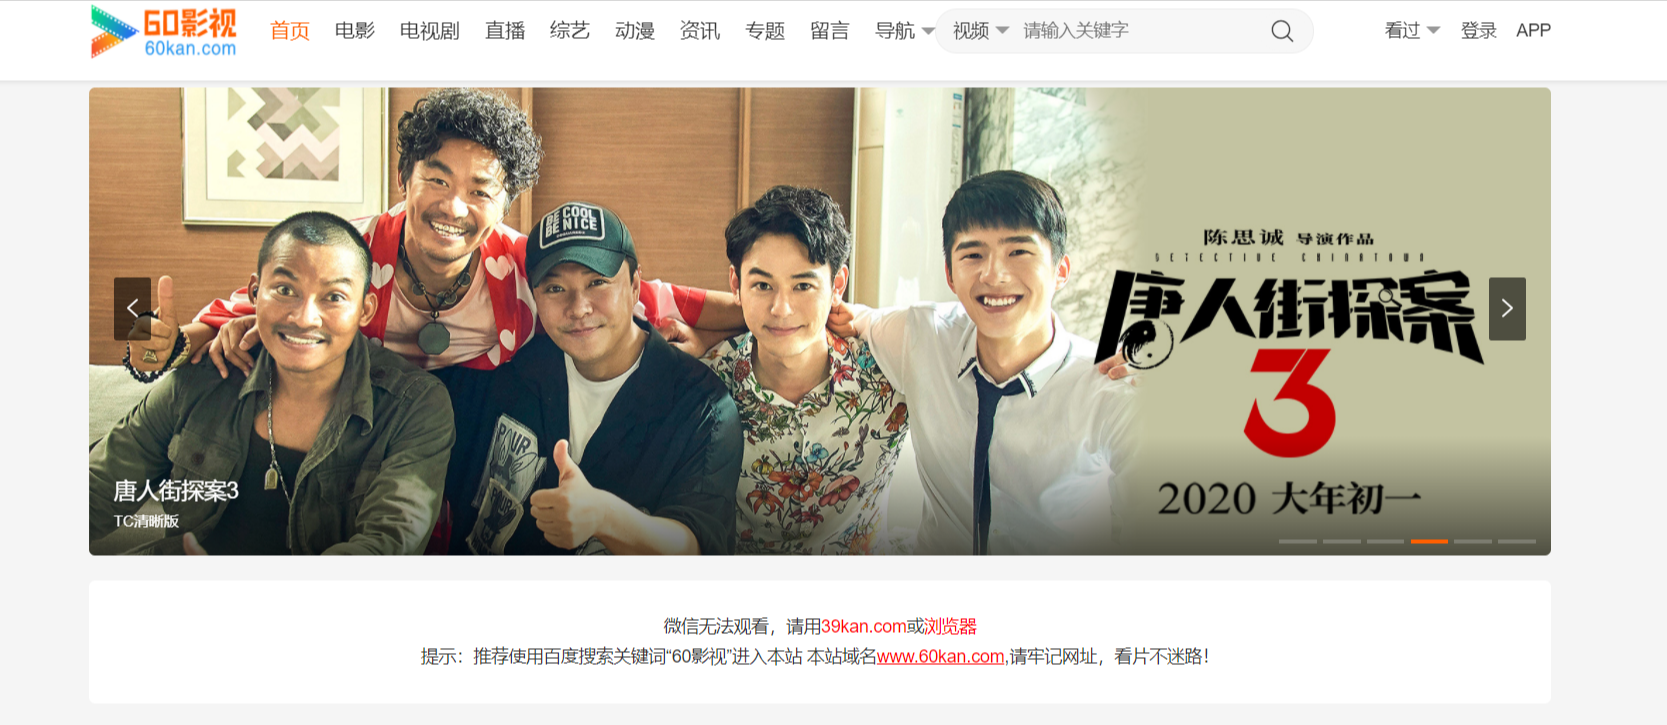 60影视
60kan.com
首页 电影 电视剧 直播 综艺 动漫 资讯 专题 留言 导航 视频 请输入关键字 看过 登录 APP
BE COOL
BE NICE
陈思诚 导演作品
DETECTIVE CHINATOWN
唐人街探案
3
POUR
唐人街探案3
2020 大年初一
TC清晰版
微信无法观看，请用39kan.com或浏览器
提示：推荐使用百度搜索关键词“60影视”进入本站 本站域名www.60kan.com,请牢记网址，看片不迷路！